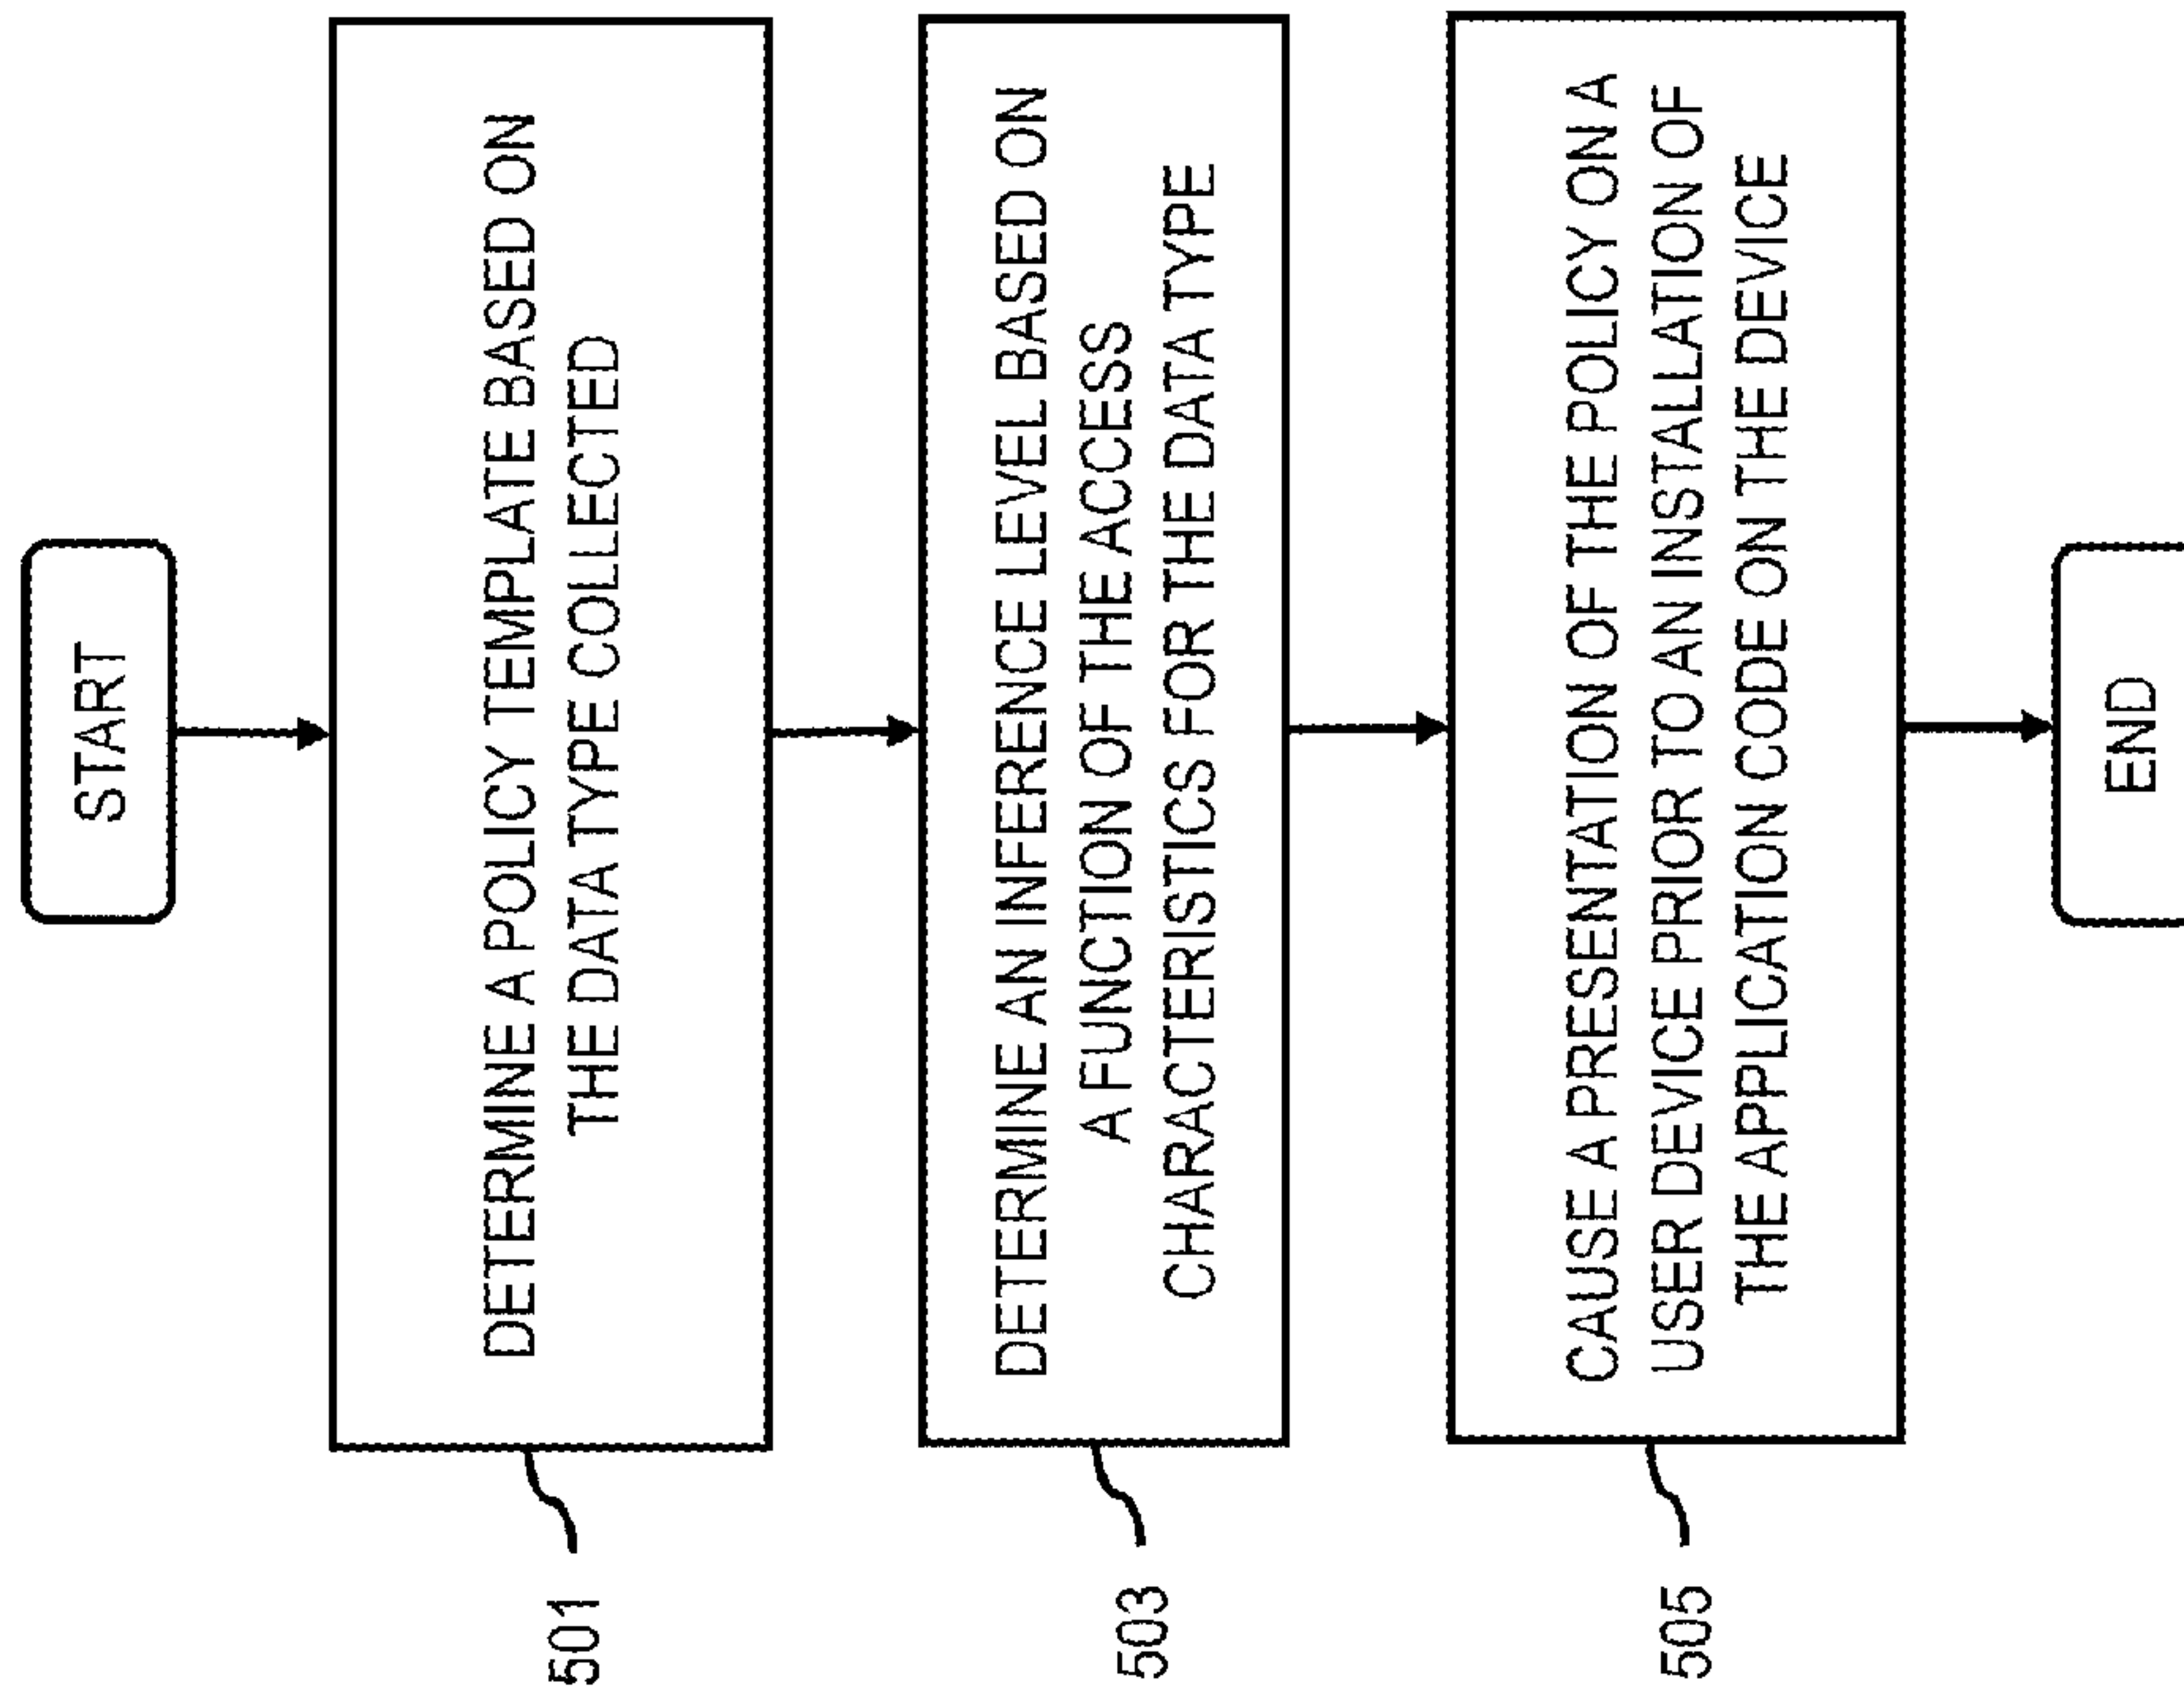 START
DETERMINE A POLICY TEMPLATE BASED ON
THE DATA TYPE COLLECTED
501
DETERMINE AN INFERENCE LEVEL BASED ON
A FUNCTION OF THE ACCESS
CHARACTERISTICS FOR THE DATA TYPE
503
CAUSE A PRESENTATION OF THE POLICY ON A
USER DEVICE PRIOR TO AN INSTALLATION OF
THE APPLICATION CODE ON THE DEVICE
505
END